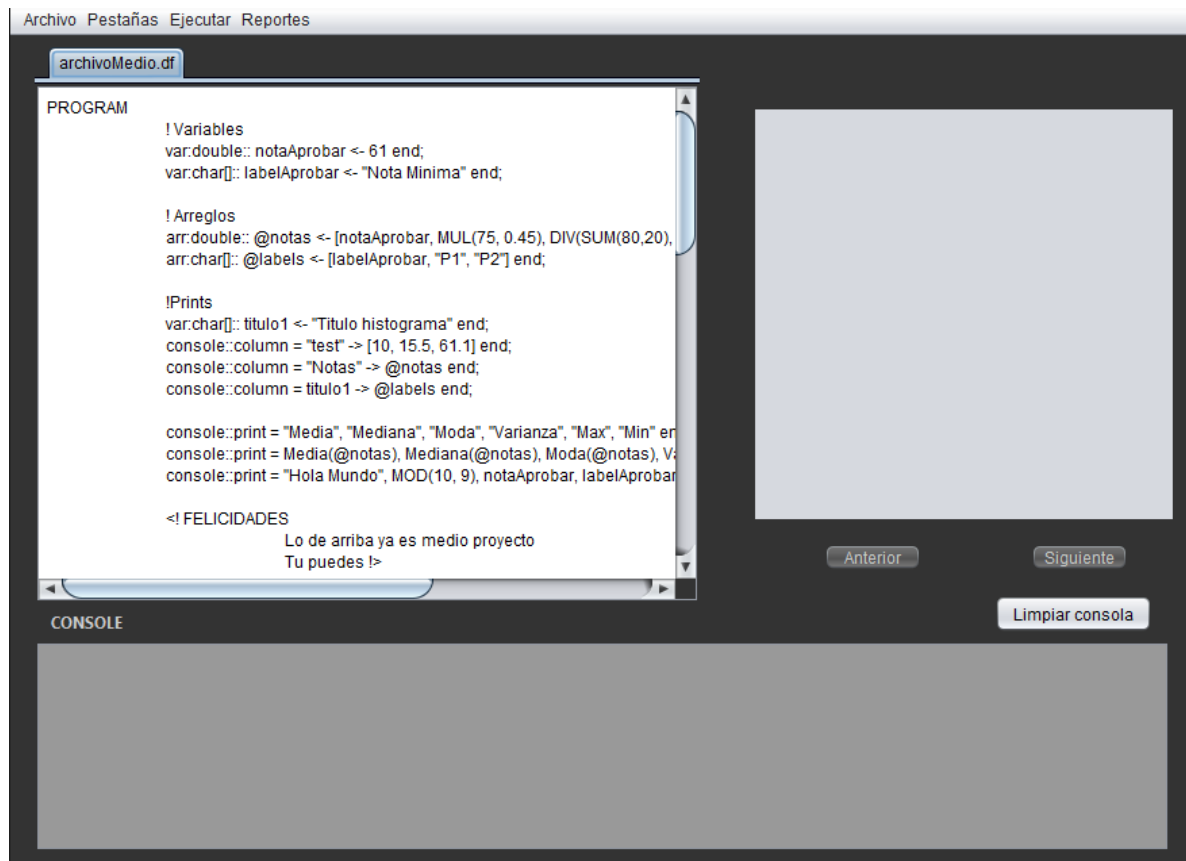 Archivo Pestañas Ejecutar Reportes
archivoMedio.df
PROGRAM
! Variables
var:double:: notaAprobar <- 61 end;
var:char[]:: labelAprobar <- "Nota Minima" end;
! Arreglos
arr:double:: @notas <- [notaAprobar, MUL(75, 0.45), DIV(SUM(80,20),
arr:char[]:: @labels <- [labelAprobar, "P1", "P2"] end;
!Prints
var:char[]:: titulo1 <- "Titulo histograma" end;
console::column = "test" -> [10, 15.5, 61.1] end;
console::column = "Notas" -> @notas end;
console::column = titulo1 -> @labels end;
console::print = "Media", "Mediana", "Moda", "Varianza", "Max", "Min" en
console::print = Media(@notas), Mediana(@notas), Moda(@notas), Va
console::print = "Hola Mundo", MOD(10, 9), notaAprobar, labelAprobar
<! FELICIDADES
Lo de arriba ya es medio proyecto
Tu puedes !>
Anterior Siguiente
Limpiar consola
CONSOLE